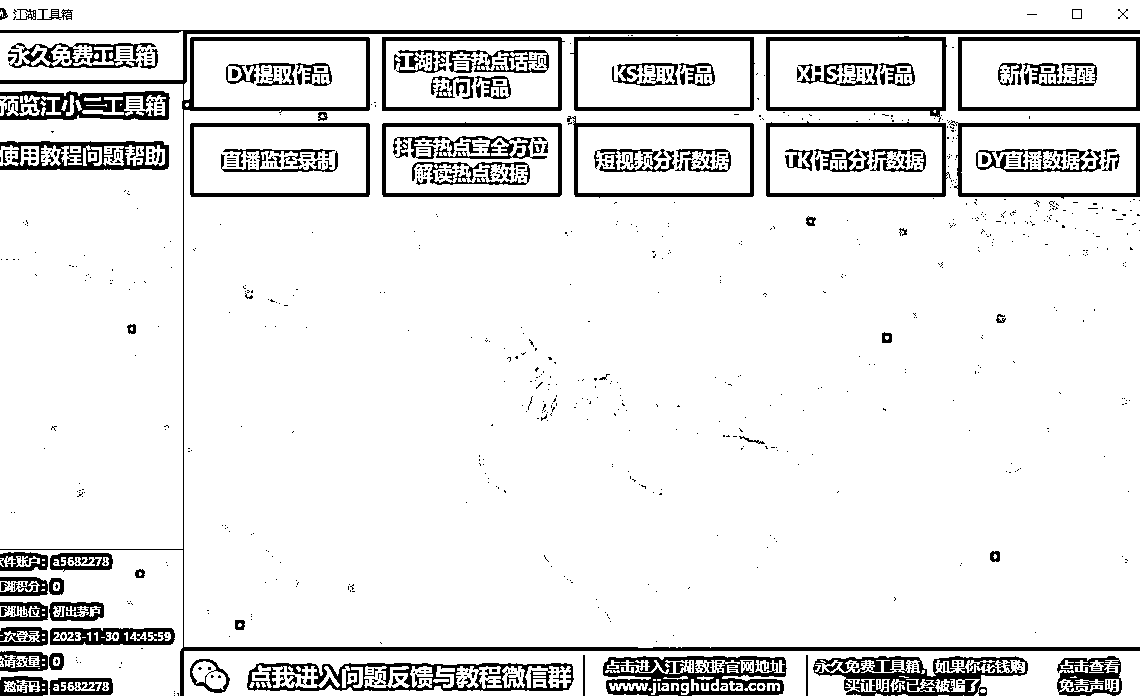 江湖工具箱
永久免费工具箱
预览江小二工具箱
使用教程问题帮助
DY提取作品
江湖抖音热点话题
热门作品
KS提取作品
XHS提取作品
新作品提醒
直播监控录制
抖音热点宝全方位
解读热点数据
短视频分折数据
TK作品分折数据
DY直播数据分折
软件账户：a5682278
江湖积分：0
江湖地位：初出茅庐
上次登录：2023-11-30 14:45:59
邀请数量：0
邀请码：a5682278
点我进入问题反馈与教程微信群
点击进入江湖数据官网地址
www.jianghudata.com
永久免费工具箱，如果你花钱购
买证明你已经被骗了。
点击查看
免责声明